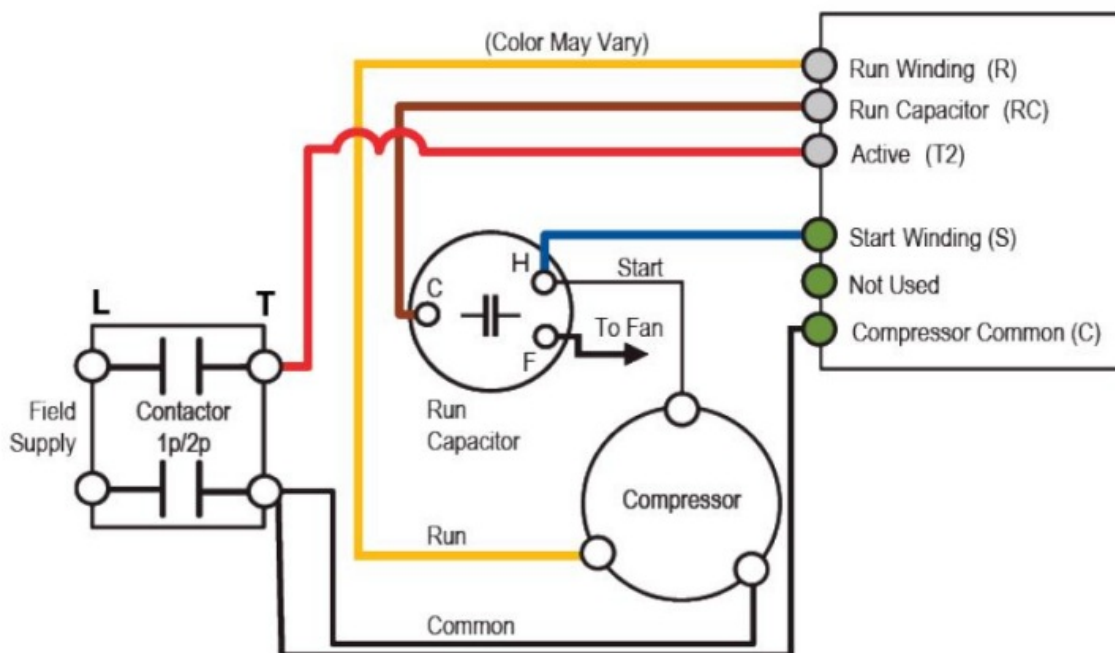 (Color May Vary)
Run Winding (R)
Run Capacitor (RC)
Active (T2)
Start Winding (S)
Not Used
Compressor Common (C)
H
Start
C
To Fan
F
L
T
Field
Supply
Contactor
1p/2p
Run
Capacitor
Compressor
Run
Common